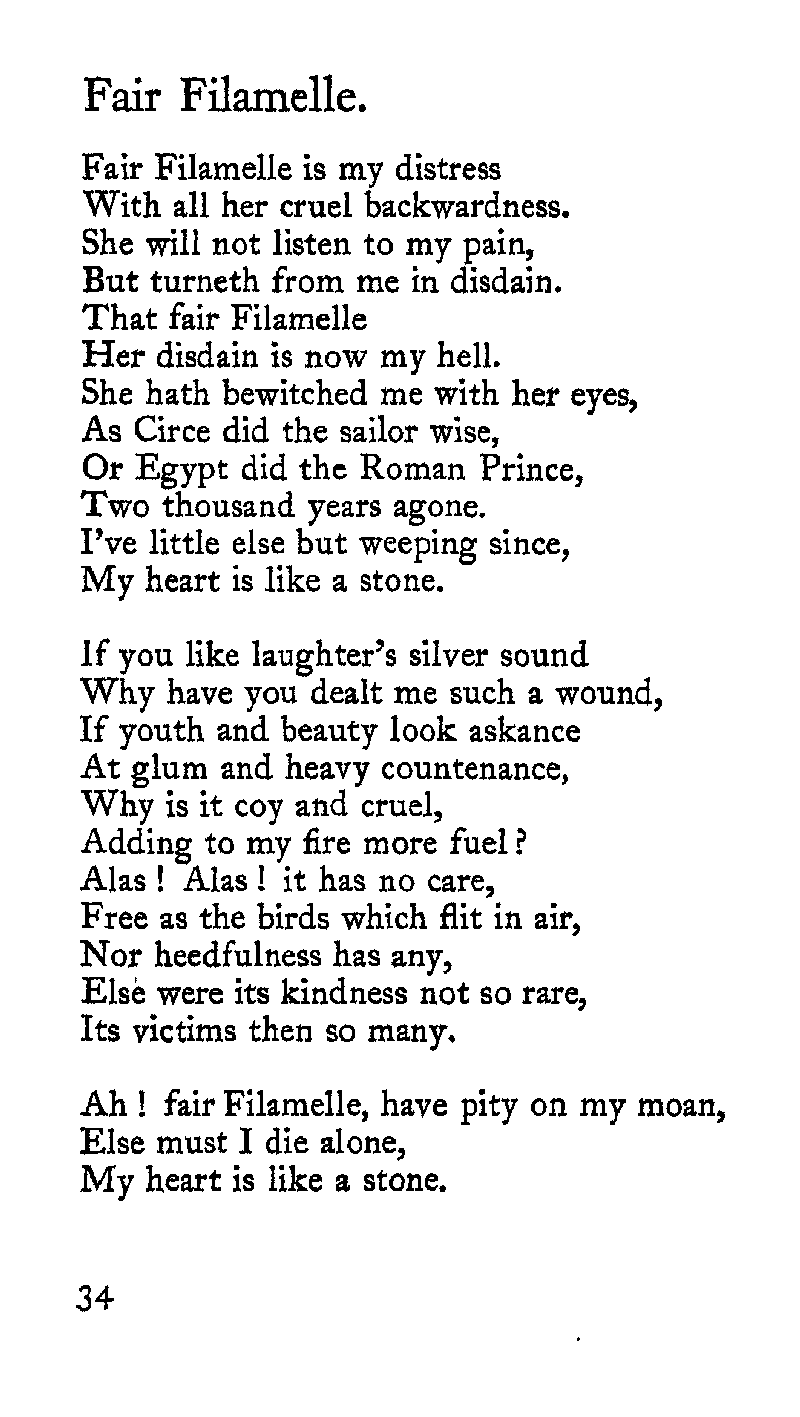 Fair Filamelle.
Fair Filamelle is my distress
With all her cruel backwardness.
She will not listen to my pain,
But turneth from me in disdain.
That fair Filamelle
Her disdain is now my hell.
She hath bewitched me with her eyes,
As Circe did the sailor wise,
Or Egypt did the Roman Prince,
Two thousand years agone.
I've little else but weeping since,
My heart is like a stone.
If you like laughter's silver sound
Why have you dealt me such a wound,
If youth and beauty look askance
At glum and heavy countenance,
Why is it coy and cruel,
Adding to my fire more fuel ?
Alas ! Alas ! it has no care,
Free as the birds which flit in air,
Nor heedfulness has any,
Else were its kindness not so rare,
Its victims then so many.
Ah ! fair Filamelle, have pity on my moan,
Else must I die alone,
My heart is like a stone.
34